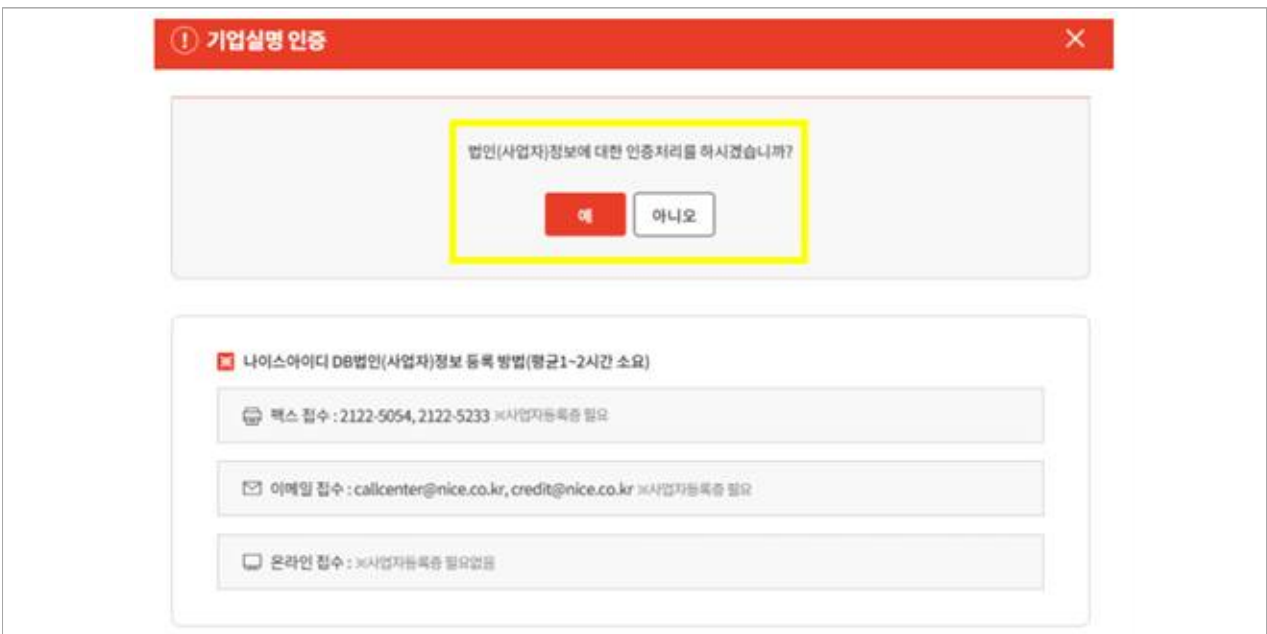 기업실명 인증
법인(사업자)정보에 대한 인증처리를 하시겠습니까?
예
아니오
나이스아이디 DB법인(사업자)정보 등록 방법(평균1~2시간 소요)
팩스 접수 : 2122-5054, 2122-5233 ※사업자등록증 필요
이메일 접수 : callcenter@nice.co.kr, credit@nice.co.kr ※사업자등록증 필요
온라인 접수 : ※사업자등록증 필요없음